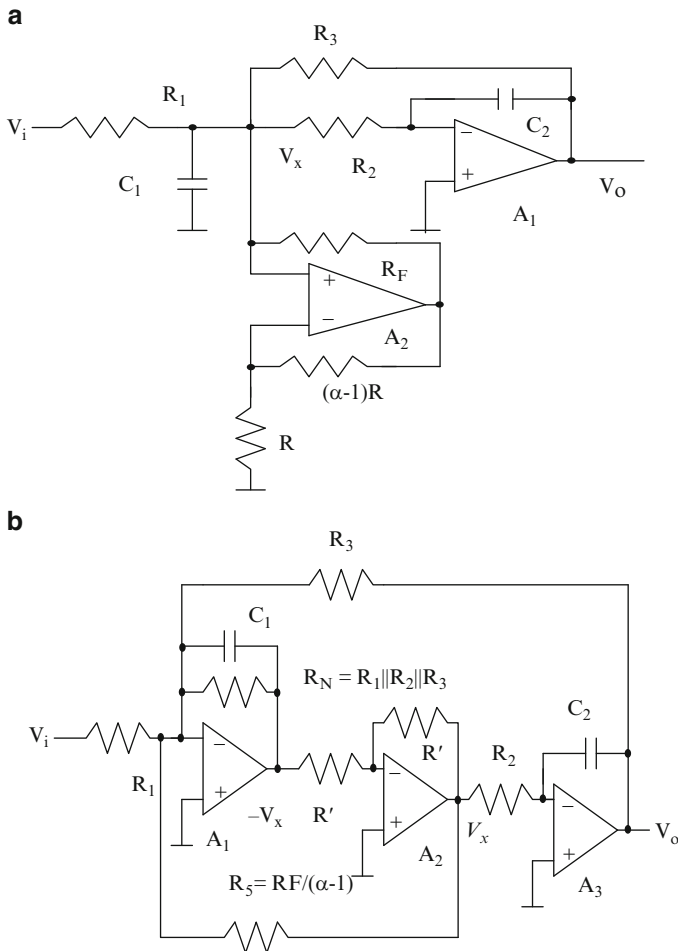 a
R3
R1
Vi
C2
Vx
R2
C1
VO
A1
+
−
RF
+
−
A2
(α-1)R
R
b
R3
C1
RN = R1||R2||R3
Vi
C2
R′
R2
R1
−
−
−
+
−Vx
R′
+
Vx
Vo
A1
A2
+
R5= RF/(α-1)
A3